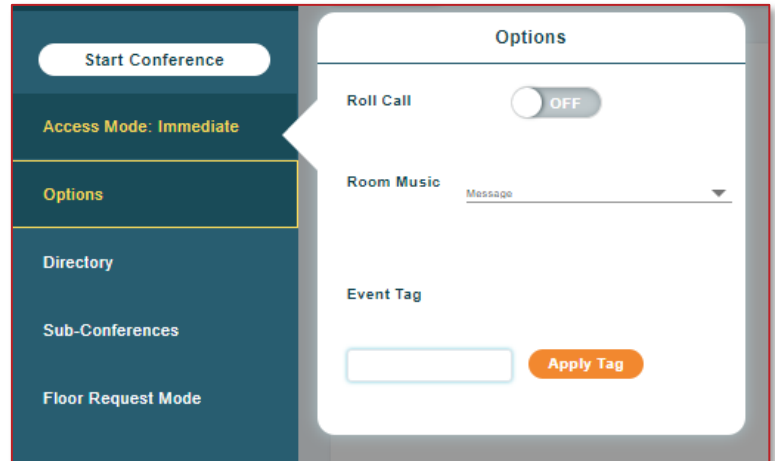 Start Conference
Access Mode: Immediate
Options
Directory
Sub-Conferences
Floor Request Mode
Options
Roll Call
OFF
Room Music
Message
Event Tag
Apply Tag